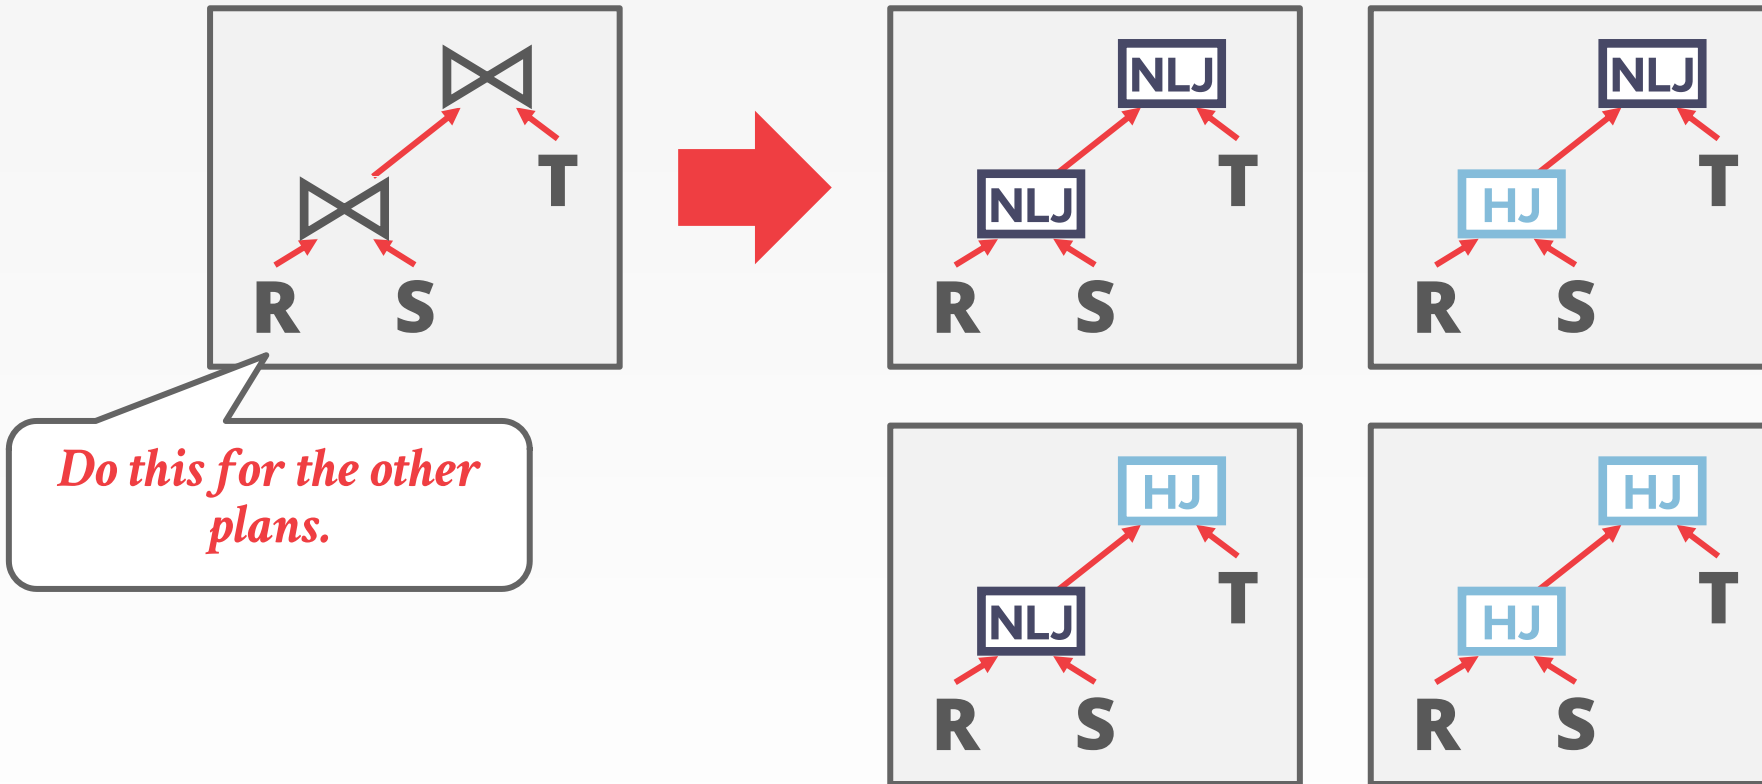 T
R S
Do this for the other
plans.
NLJ
T
NLJ
R S
NLJ
T
HJ
R S
HJ
T
NLJ
R S
HJ
T
HJ
R S